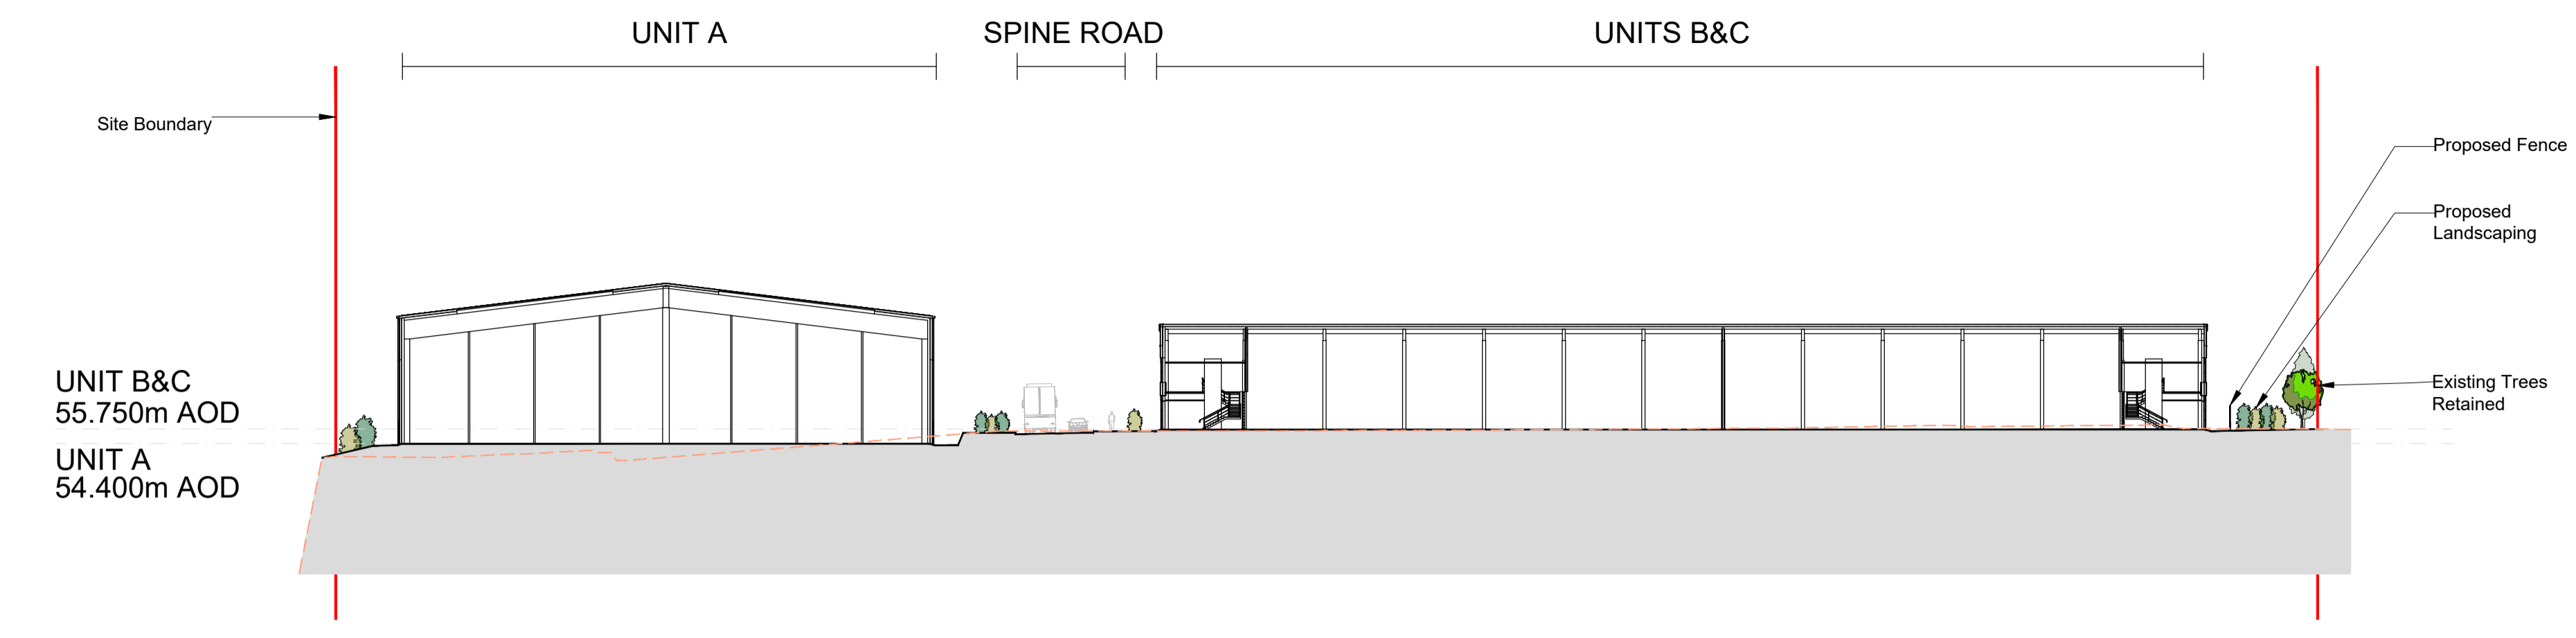 UNIT A
SPINE ROAD
UNITS B&C
Site Boundary
Proposed Fence
Proposed
Landscaping
UNIT B&C
55.750m AOD
Existing Trees
Retained
UNIT A
54.400m AOD